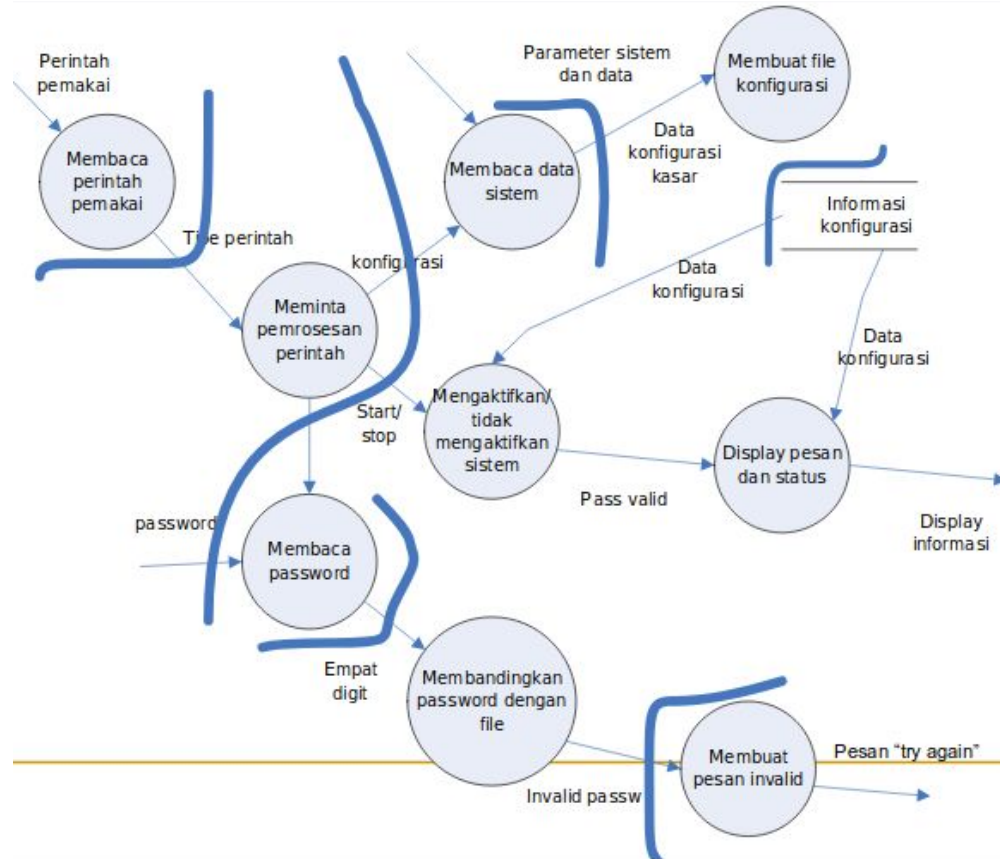 Perintah
pemakai
Membaca
perintah
pemakai
Tipe perintah
Meminta
pemrosesan
perintah
konfigurasi
Membaca data
sistem
Parameter sistem
dan data
Data
konfigurasi
kasar
Membuat file
konfigurasi
Informasi
konfigurasi
Data
konfigurasi
Data
konfigurasi
Start/
stop
Mengaktifkan/
tidak
mengaktifkan
sistem
Pass valid
Display pesan
dan status
Display
informasi
password
Membaca
password
Empat
digit
Membandingkan
password dengan
file
Invalid passw
Membuat
pesan invalid
Pesan “try again”